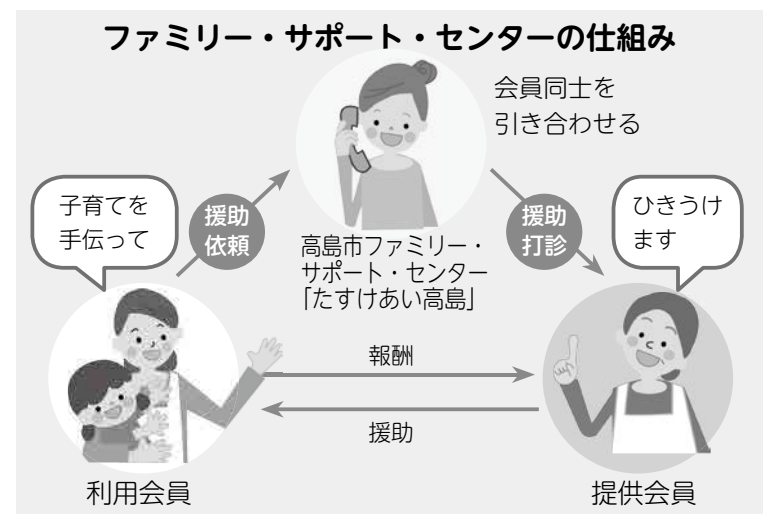 ファミリー・サポート・センターの仕組み
会員同士を
引き合わせる
子育てを
手伝って
援助
依頼
援助
打診
ひきうけ
ます
高島市ファミリー・
サポート・センター
「たすけあい高島」
報酬
援助
利用会員
提供会員